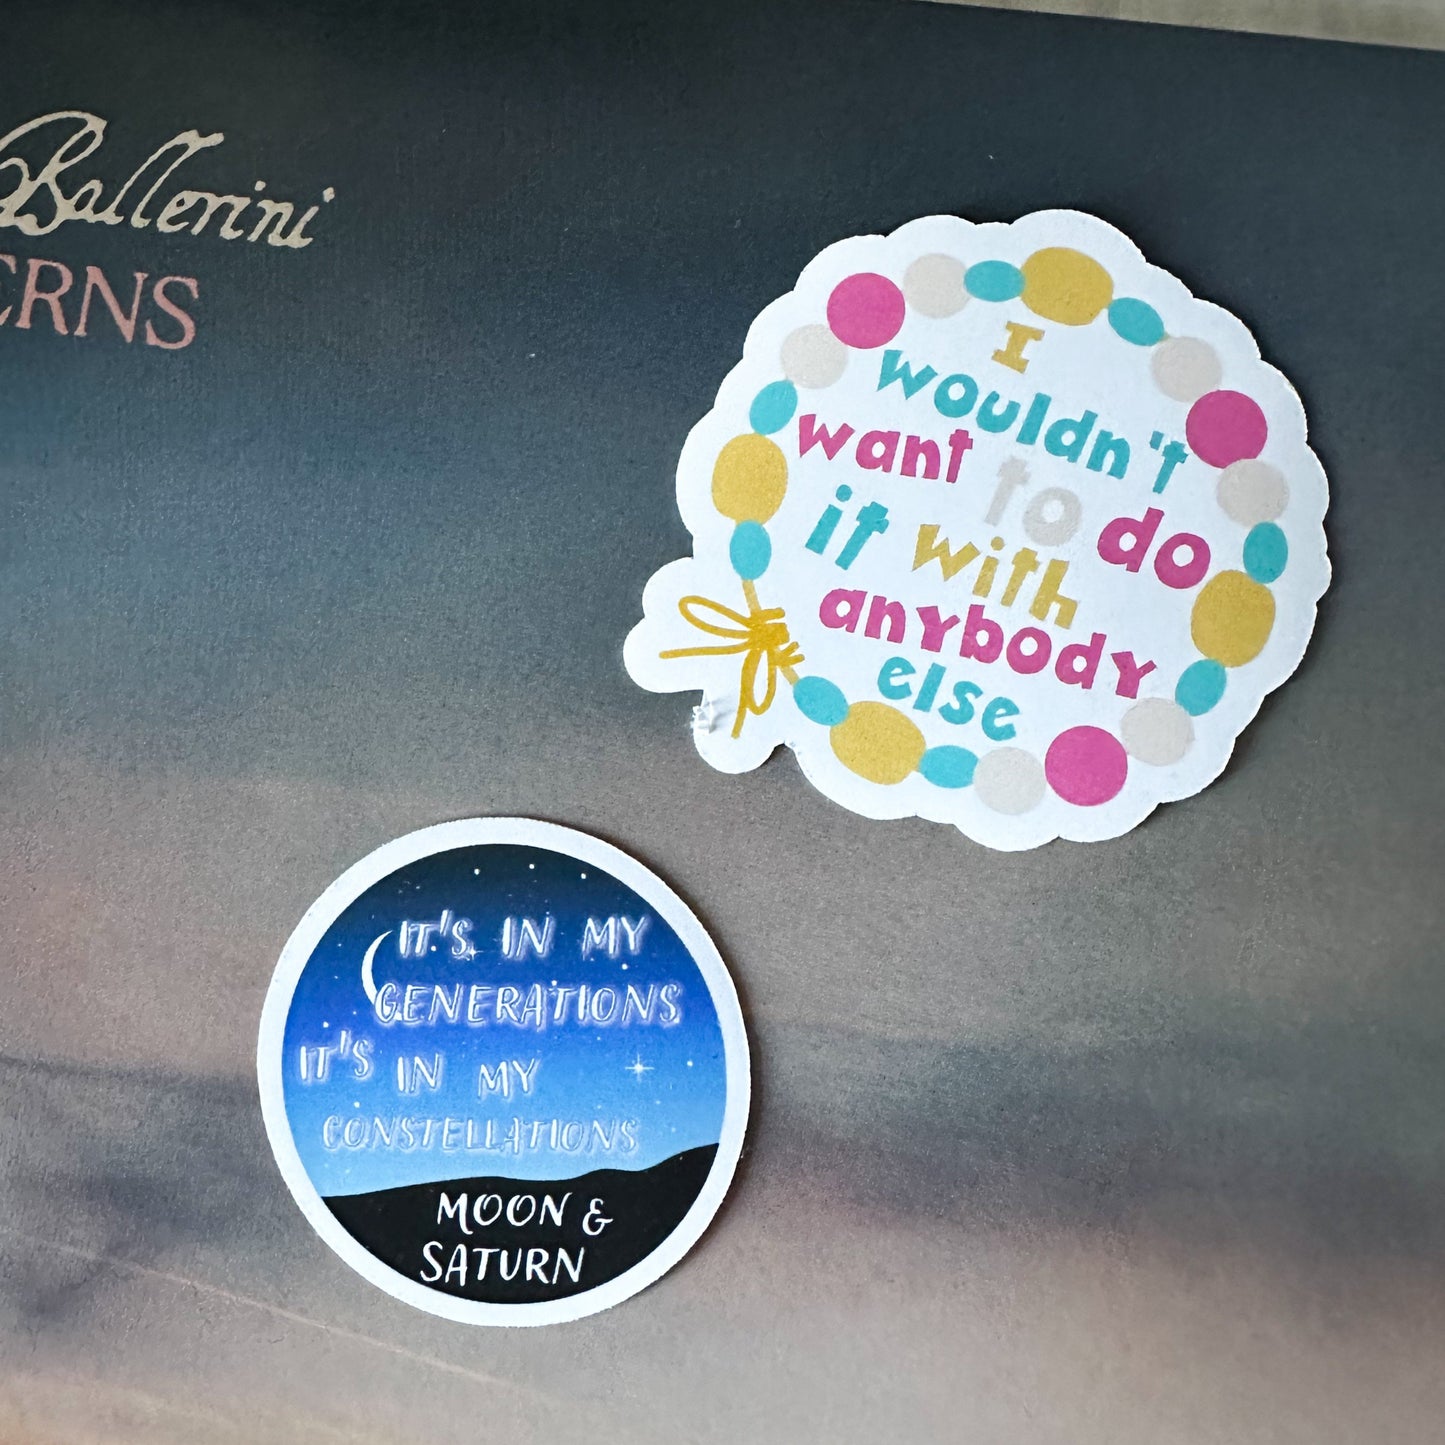 Ballerini
ERNS
I
wouldn't
want to do
it with
anybody
else
IT'S IN MY
GENERATIONS
IT'S IN MY
CONSTELLATIONS
MOON &
SATURN